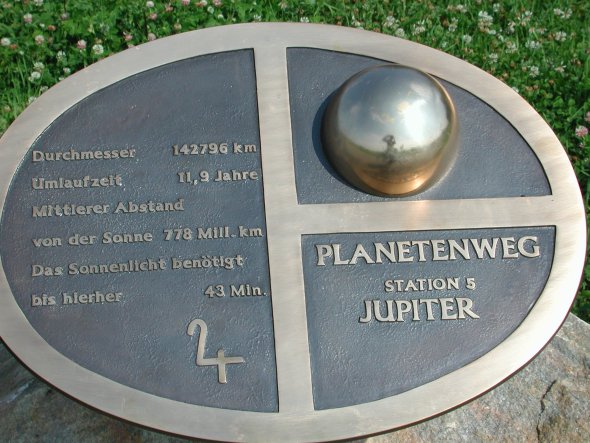 Durchmesser 142796 km
Umlaufzeit 11,9 Jahre
Mittlerer Abstand
von der Sonne 778 Mill. km
Das Sonnenlicht benötigt
bis hierher 43 Min.
♃
PLANETENWEG
STATION 5
JUPITER